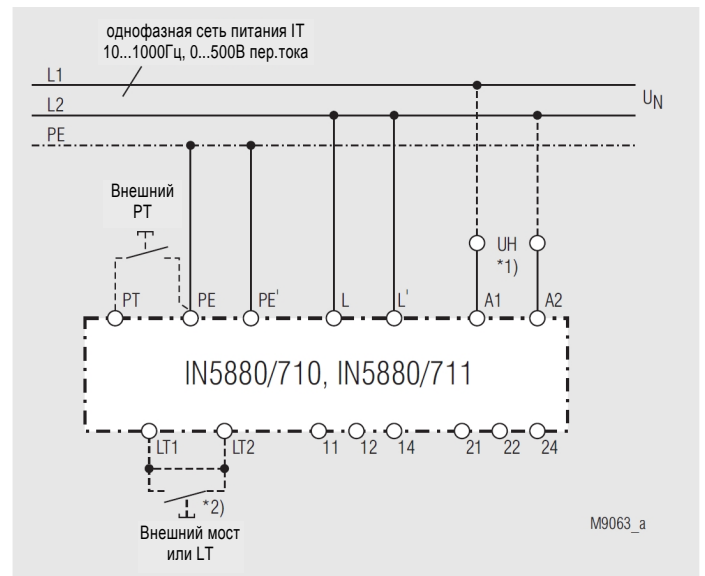 однофазная сеть питания IT
10...1000Гц, 0...500В пер.тока
L1
L2
UN
PE
Внешний
PT
UH
*1)
PT
PE
PE'
L
L'
A1
A2
IN5880/710, IN5880/711
LT1
LT2
11
12
14
21
22
24
*2)
Внешний мост
или LT
M9063_a